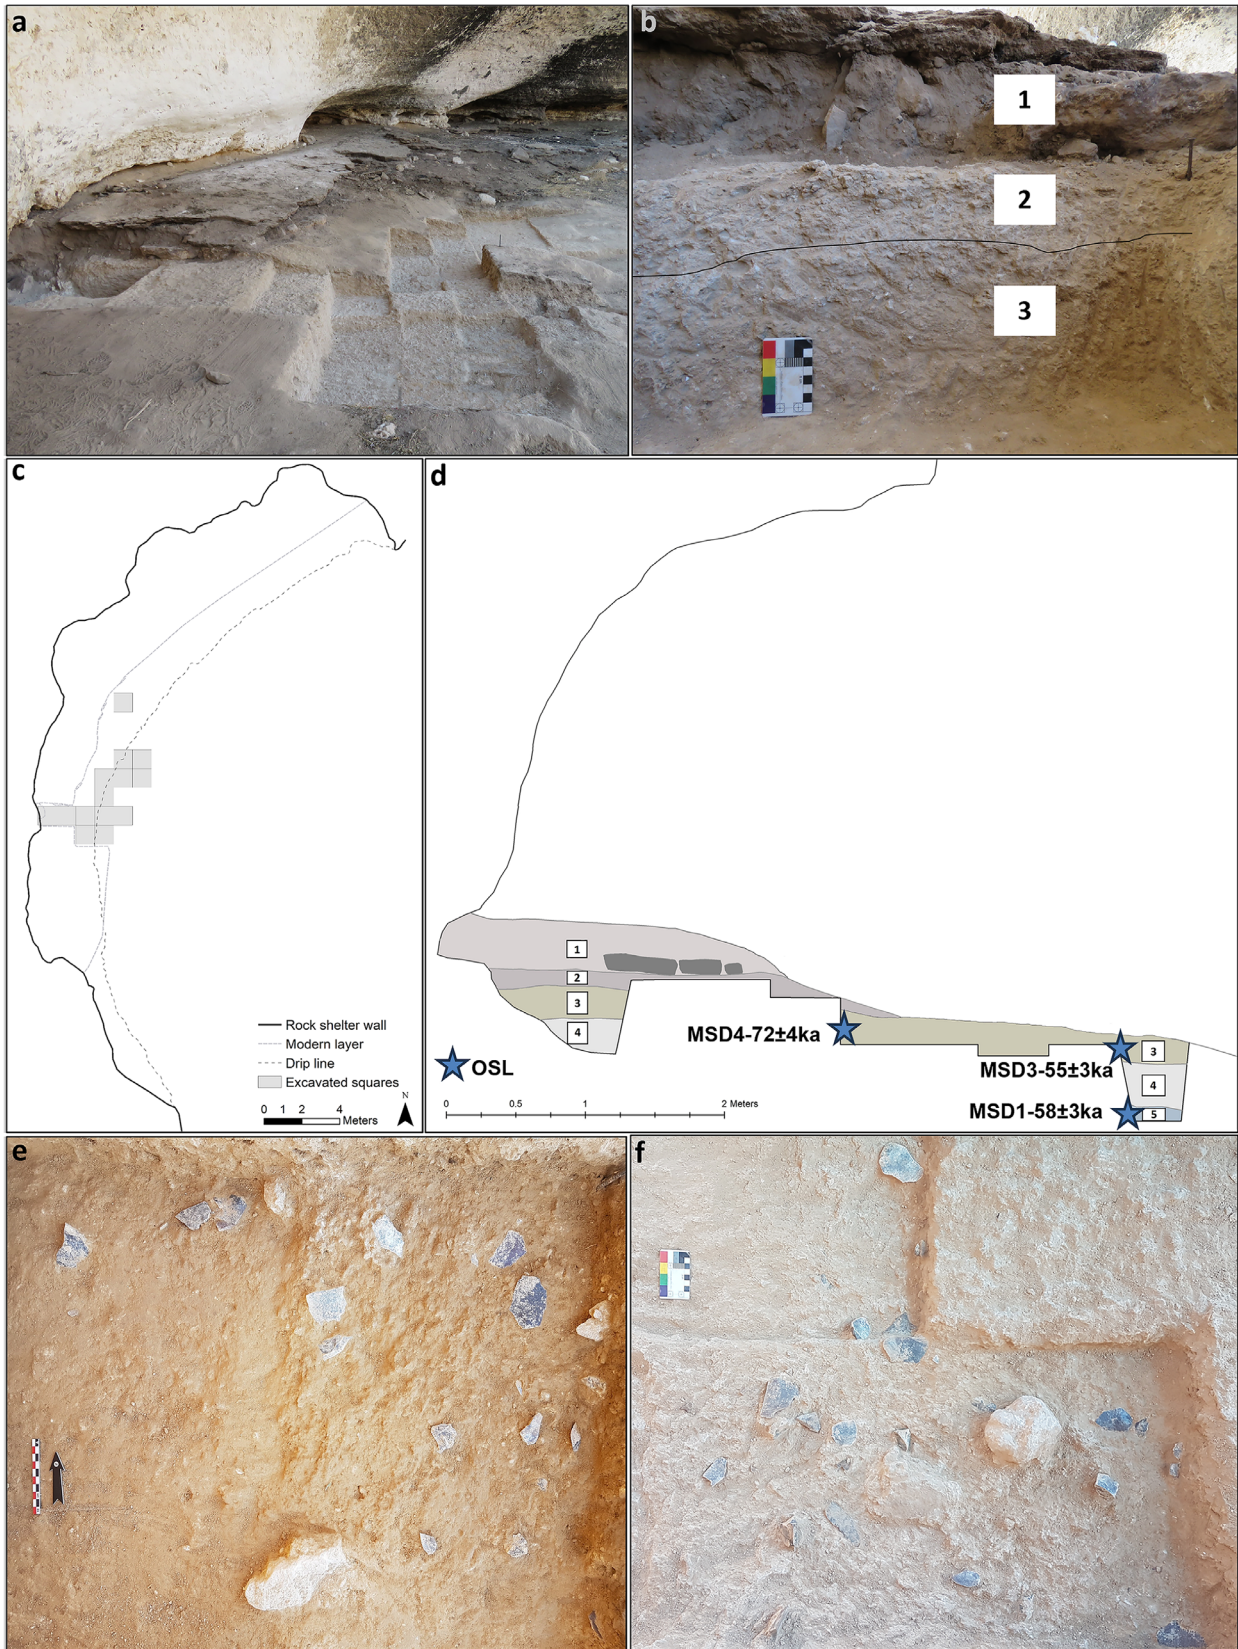 a
b
1
2
3
c
Rock shelter wall
Modern layer
Drip line
Excavated squares
0 1 2 4
Meters
N
d
1
2
3
4
MSD4-72±4ka
OSL
MSD3-55±3ka
3
4
MSD1-58±3ka
5
0 0.5 1 2 Meters
e
f